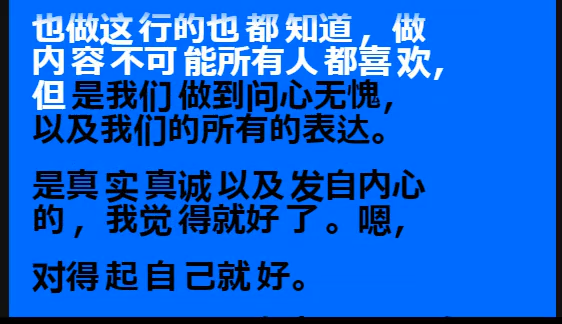 也做这行的也都知道，做
内容不可能所有人都喜欢，
但是我们做到问心无愧，
以及我们的所有的表达。
是真实真诚以及发自内心
的，我觉得就好了。嗯，
对得起自己就好。